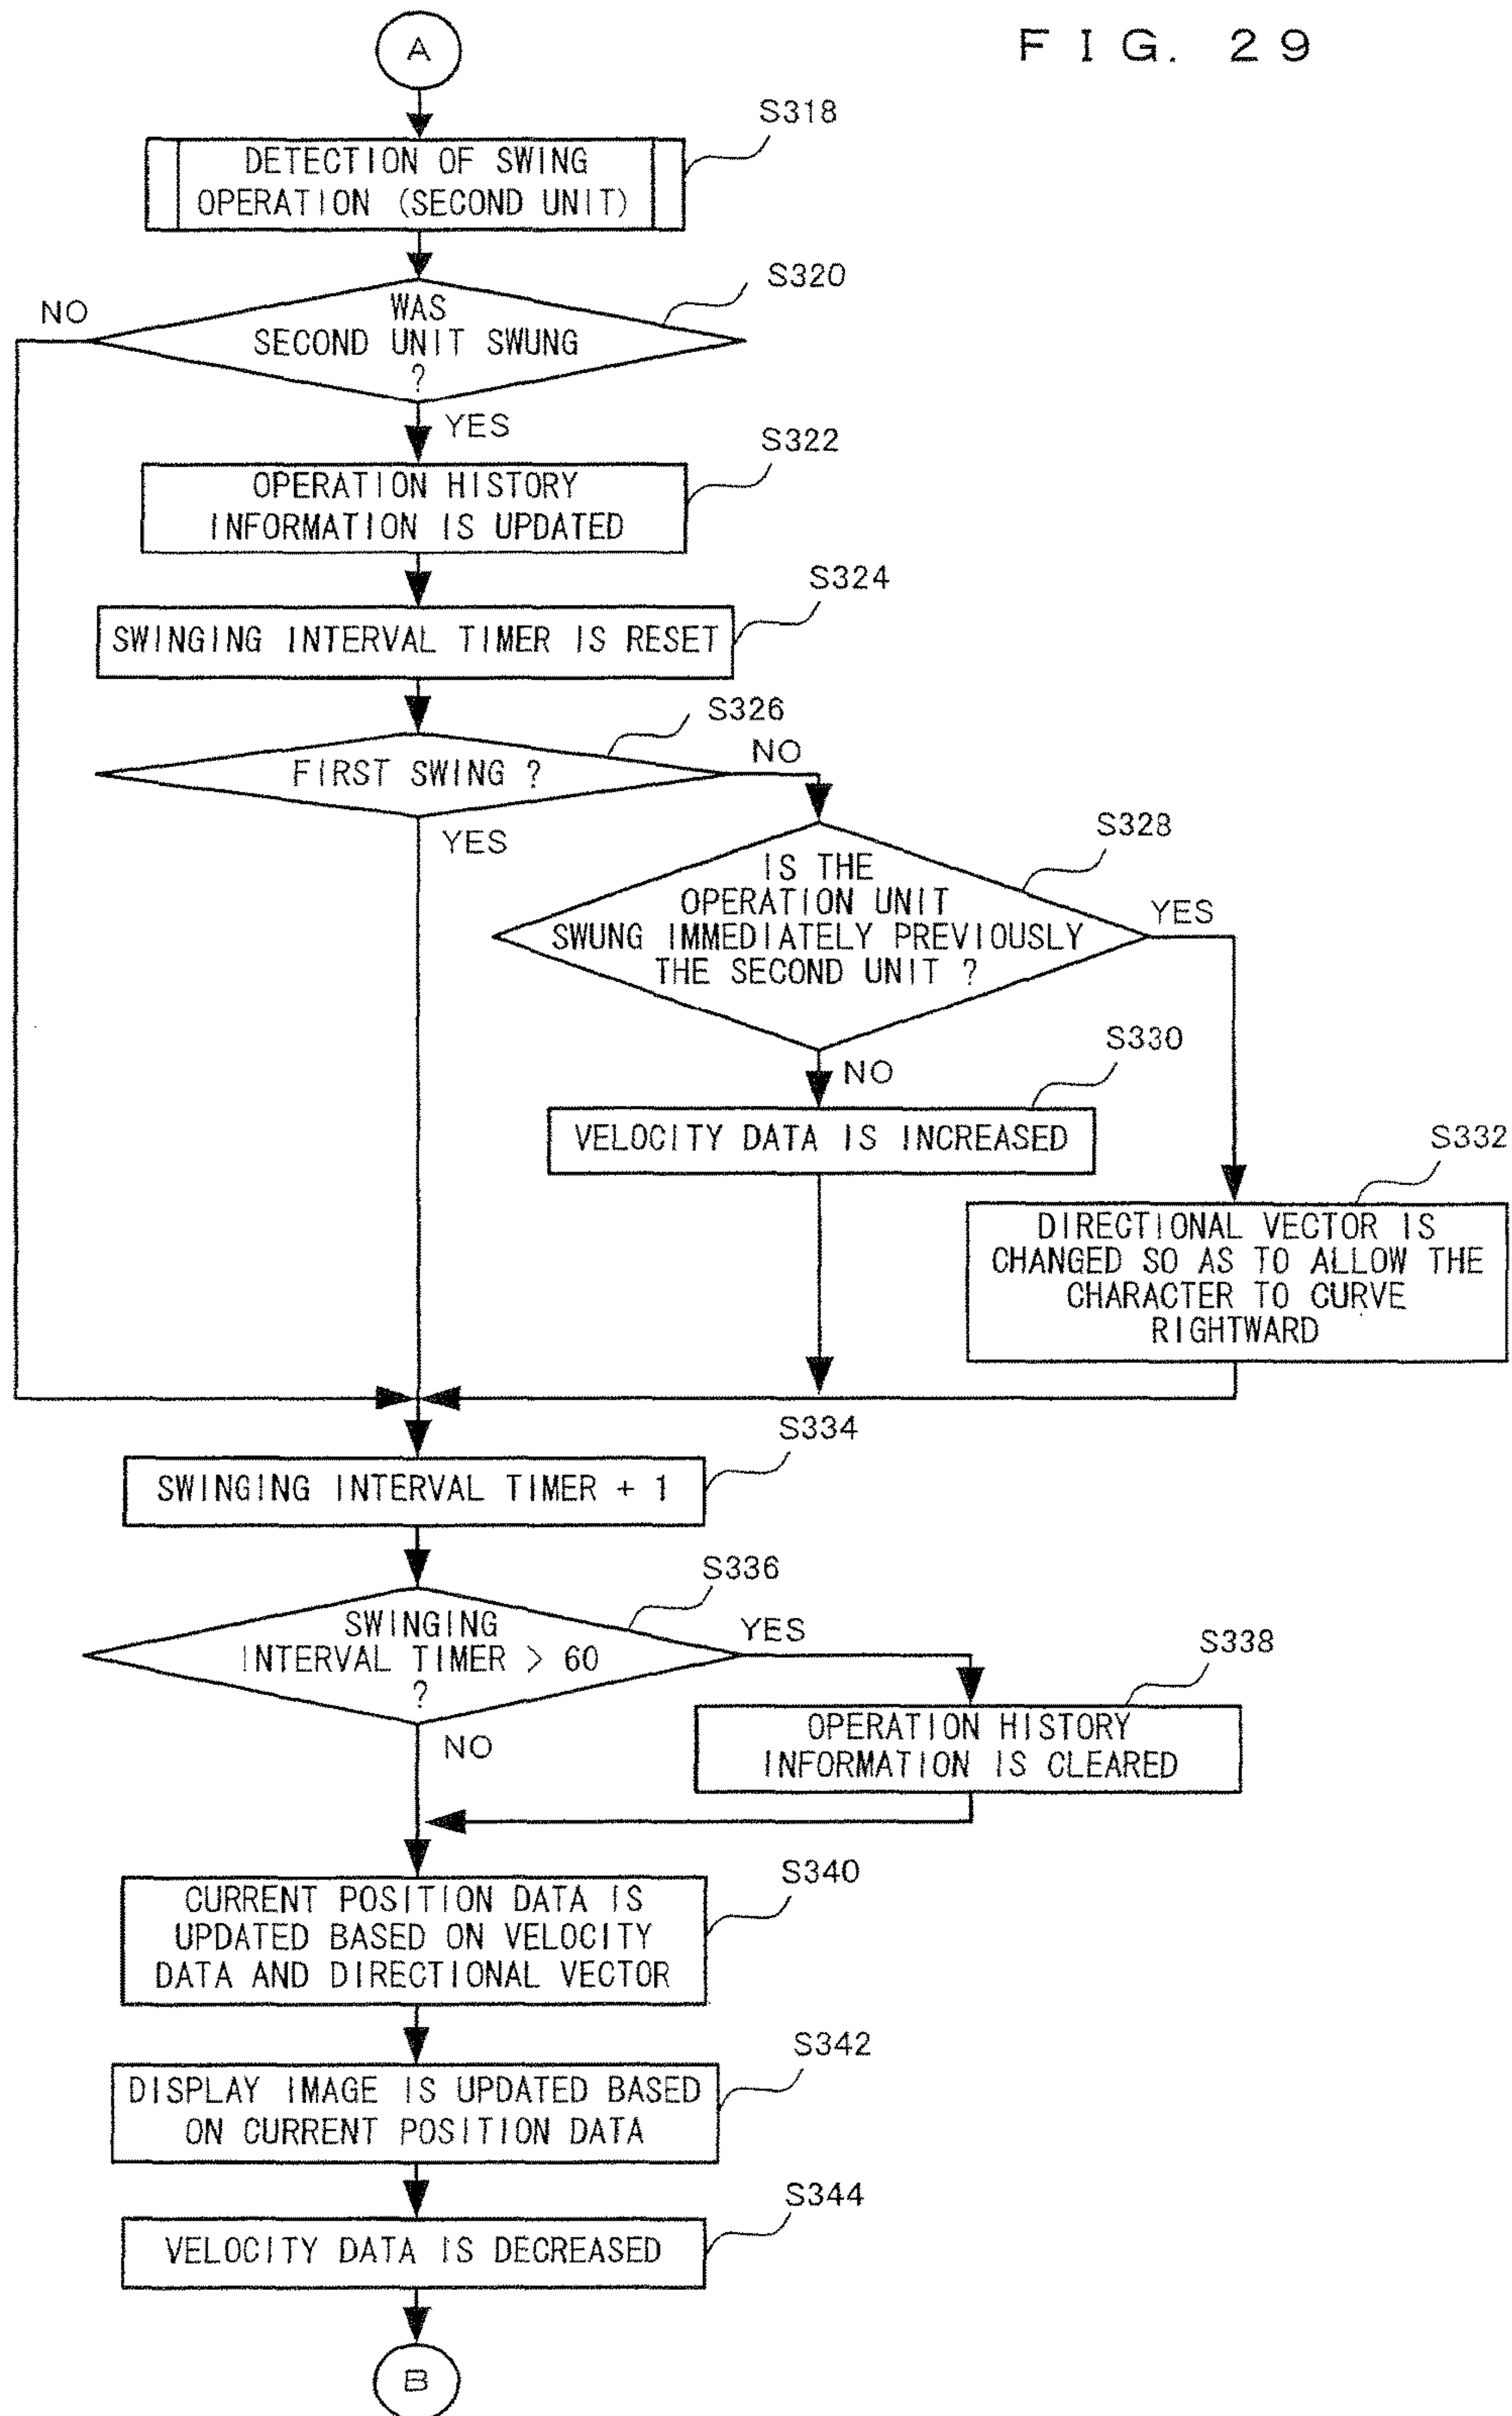 FIG. 29
A
S318
DETECTION OF SWING
OPERATION (SECOND UNIT)
S320
NO
WAS
SECOND UNIT SWUNG
?
YES
S322
OPERATION HISTORY
INFORMATION IS UPDATED
S324
SWINGING INTERVAL TIMER IS RESET
S326
FIRST SWING ?
NO
YES
S328
IS THE
OPERATION UNIT
SWUNG IMMEDIATELY PREVIOUSLY
THE SECOND UNIT ?
YES
NO
S330
VELOCITY DATA IS INCREASED
S332
DIRECTIONAL VECTOR IS
CHANGED SO AS TO ALLOW THE
CHARACTER TO CURVE
RIGHTWARD
S334
SWINGING INTERVAL TIMER + 1
S336
SWINGING
INTERVAL TIMER > 60
?
YES
NO
S338
OPERATION HISTORY
INFORMATION IS CLEARED
S340
CURRENT POSITION DATA IS
UPDATED BASED ON VELOCITY
DATA AND DIRECTIONAL VECTOR
S342
DISPLAY IMAGE IS UPDATED BASED
ON CURRENT POSITION DATA
S344
VELOCITY DATA IS DECREASED
B